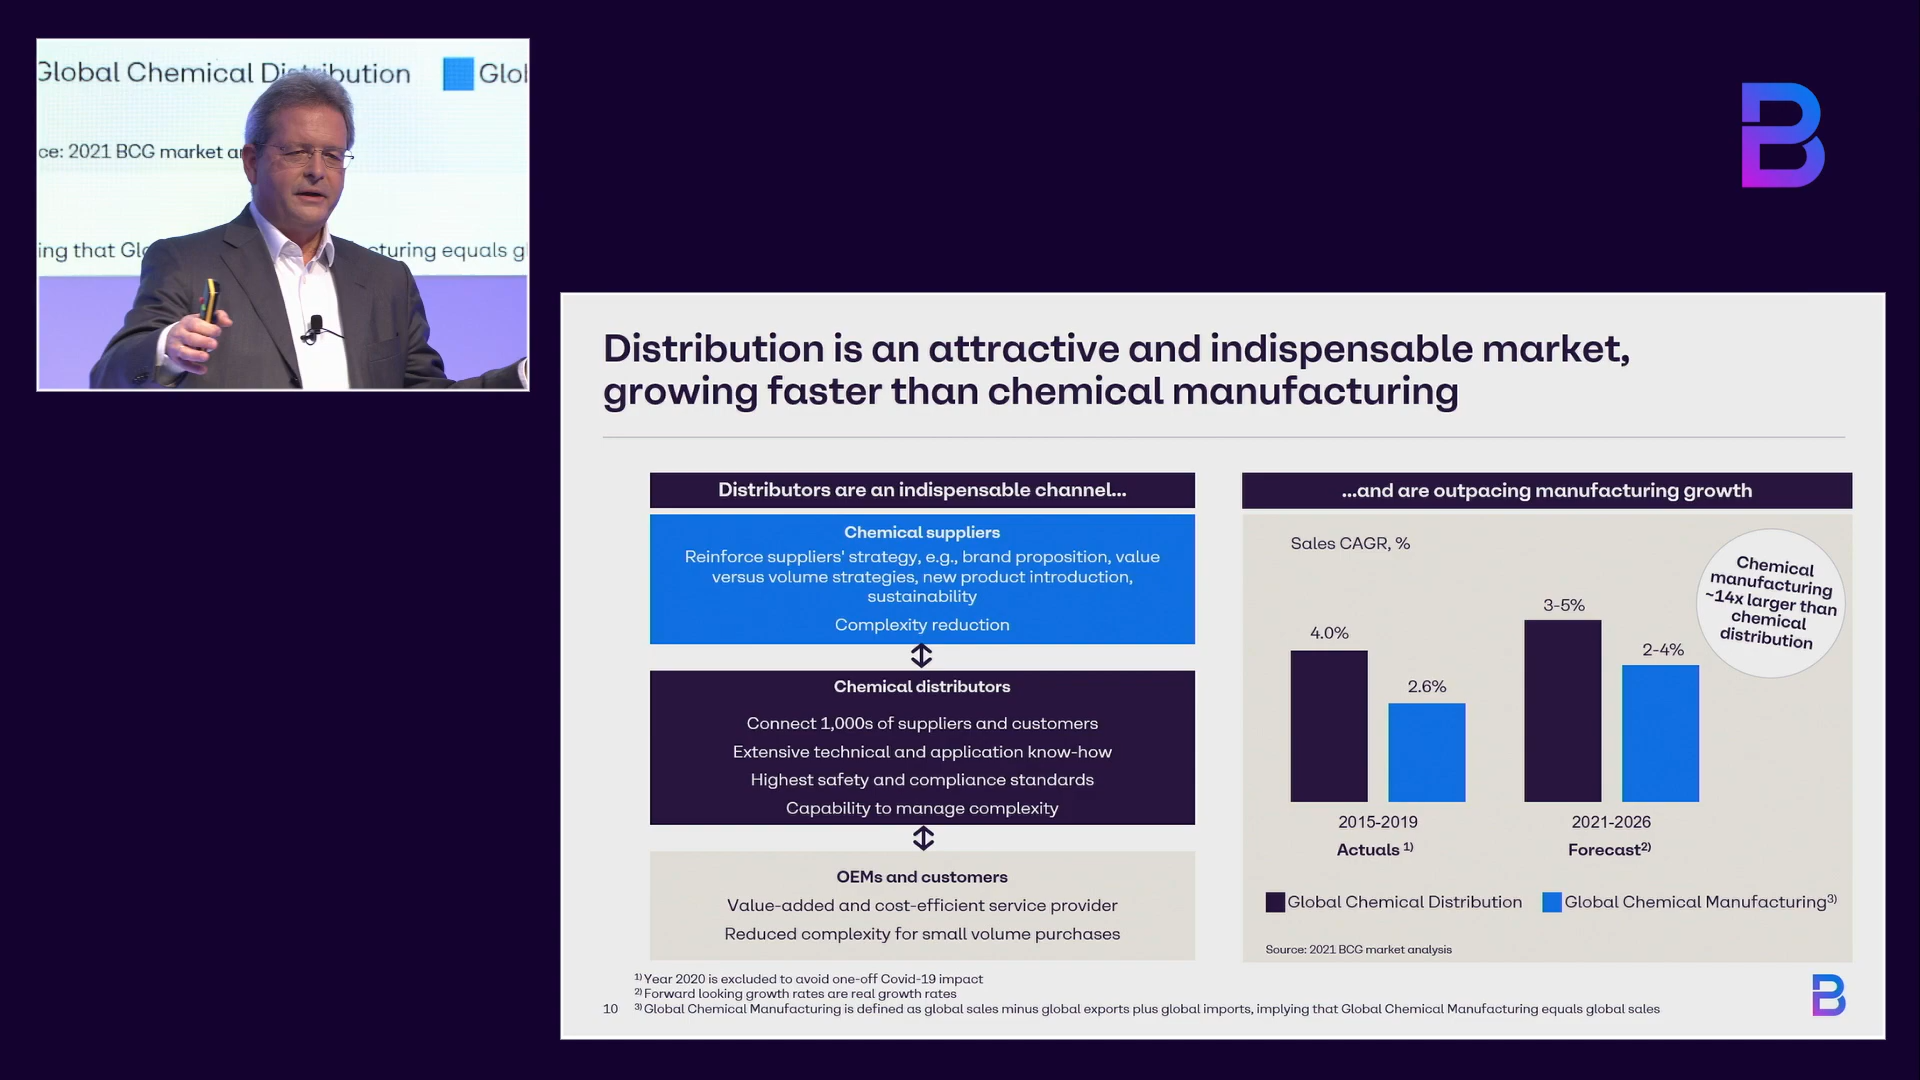 Global Chemical Distribution
Glob
ce: 2021 BCG market an
ing that Glo
cturing equals gl
Distribution is an attractive and indispensable market,
growing faster than chemical manufacturing
Distributors are an indispensable channel...
Chemical suppliers
Reinforce suppliers' strategy, e.g., brand proposition, value
versus volume strategies, new product introduction,
sustainability
Complexity reduction
Chemical distributors
Connect 1,000s of suppliers and customers
Extensive technical and application know-how
Highest safety and compliance standards
Capability to manage complexity
OEMs and customers
Value-added and cost-efficient service provider
Reduced complexity for small volume purchases
...and are outpacing manufacturing growth
Sales CAGR, %
Chemical
manufacturing
~14x larger than
chemical
distribution
4.0%
2.6%
3-5%
2-4%
2015-2019
Actuals 1)
2021-2026
Forecast2)
Global Chemical Distribution
Global Chemical Manufacturing3)
Source: 2021 BCG market analysis
1) Year 2020 is excluded to avoid one-off Covid-19 impact
2) Forward looking growth rates are real growth rates
10
3) Global Chemical Manufacturing is defined as global sales minus global exports plus global imports, implying that Global Chemical Manufacturing equals global sales